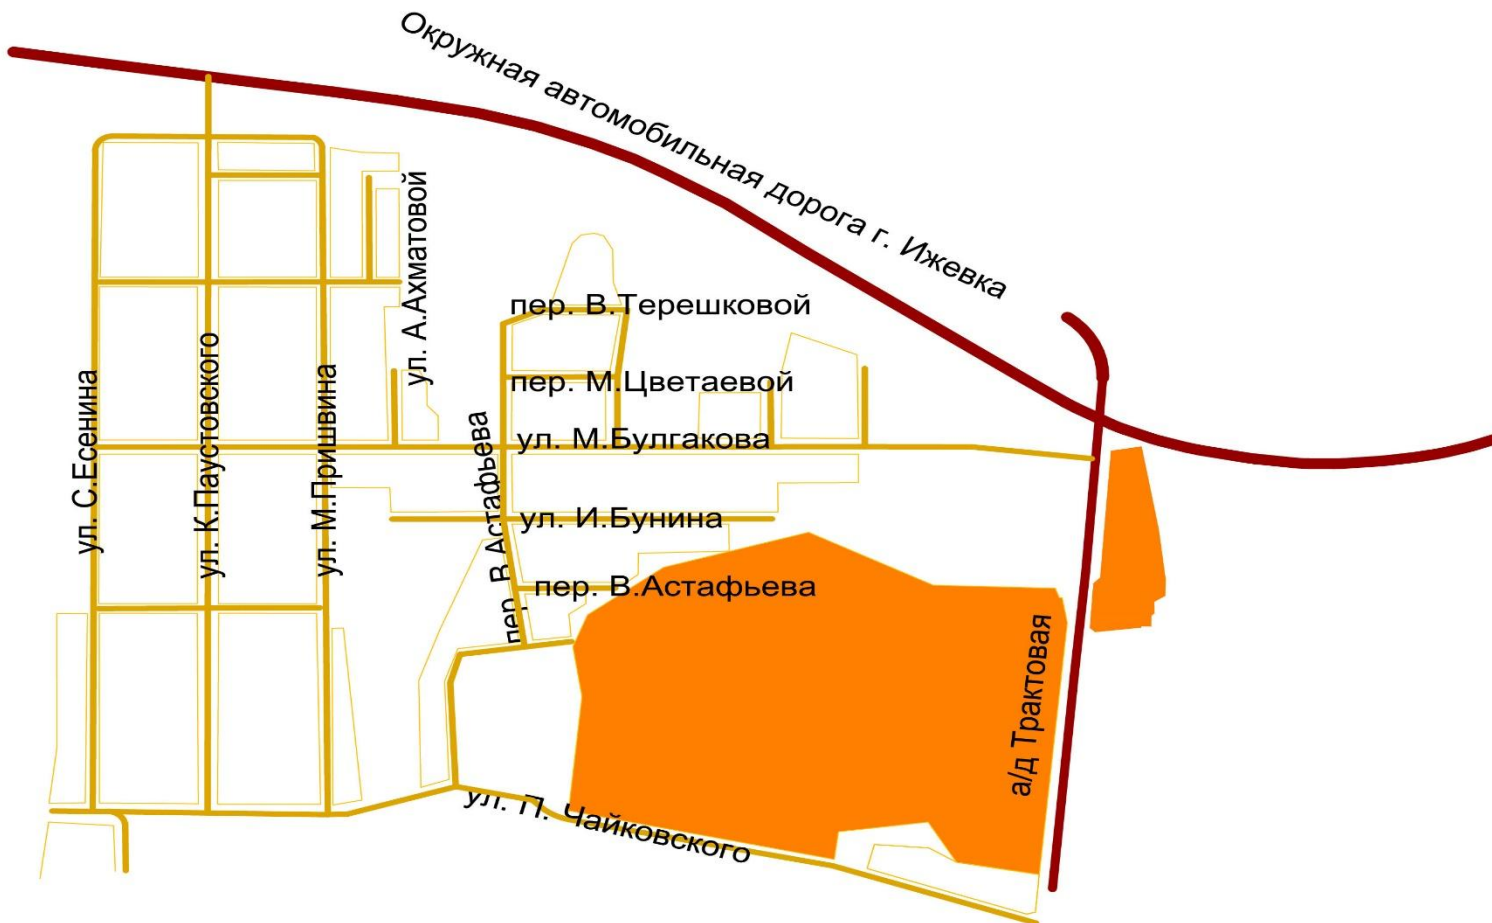 Окружная автомобильная дорога г. Ижевка
ул. А.Ахматовой
пер. В.Терешковой
пер. М.Цветаевой
ул. М.Булгакова
ул. С.Есенина
ул. К.Паустовского
ул. М.Пришвина
пер. В.Астафьева
ул. И.Бунина
пер. В.Астафьева
а/д Трактовая
ул. П. Чайковского